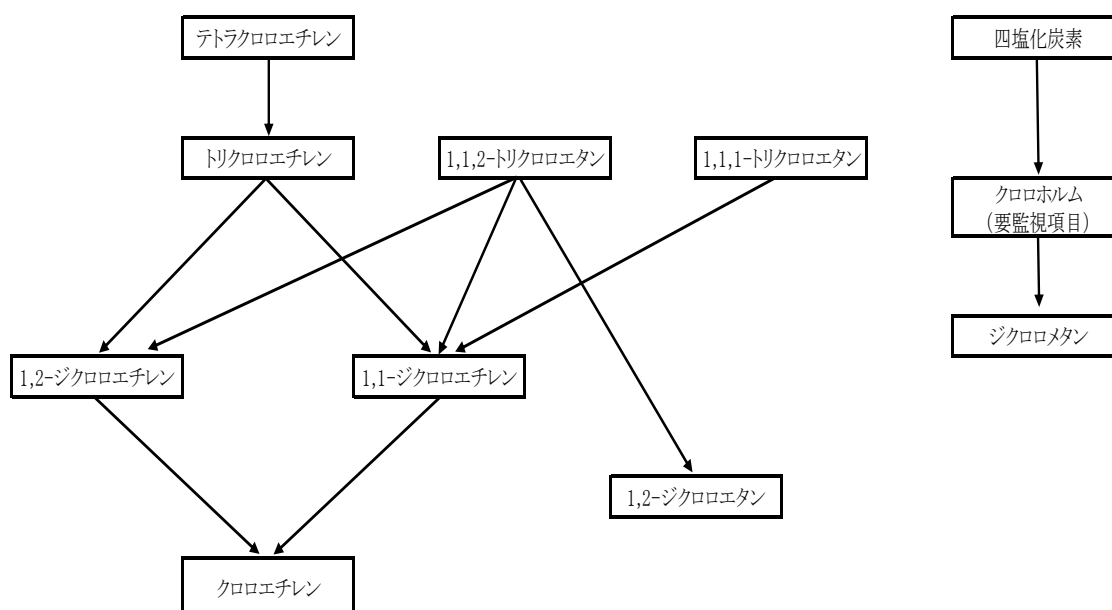 テトラクロロエチレン
四塩化炭素
トリクロロエチレン
1,1,2-トリクロロエタン
1,1,1-トリクロロエタン
クロロホルム
(要監視項目)
ジクロロメタン
1,2-ジクロロエチレン
1,1-ジクロロエチレン
1,2-ジクロロエタン
クロロエチレン